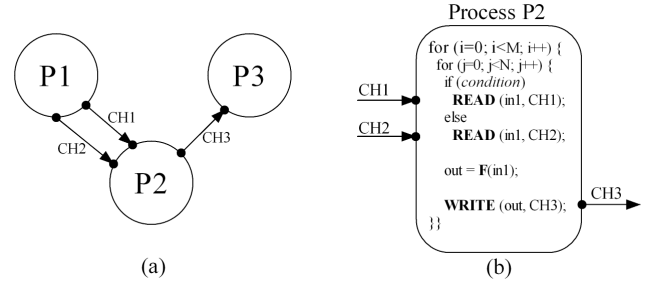 P1
P3
CH1
CH2
CH3
P2
(a)
Process P2
for (i=0; i<M; i++) {
for (j=0; j<N; j++) {
if (condition)
READ (in1, CH1);
else
READ (in1, CH2);
out = F(in1);
WRITE (out, CH3);
}}
CH1
CH2
CH3
(b)